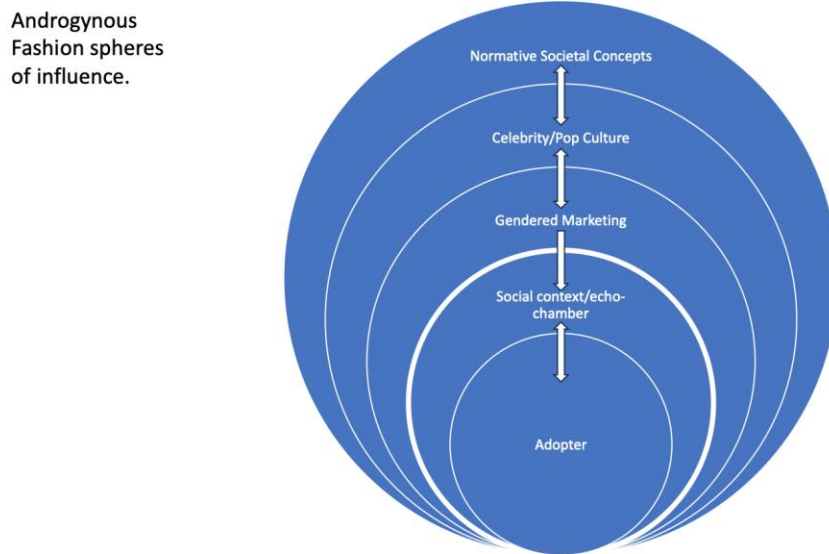 Androgynous
Fashion spheres
of influence.
Normative Societal Concepts
Celebrity/Pop Culture
Gendered Marketing
Social context/echo-
chamber
Adopter